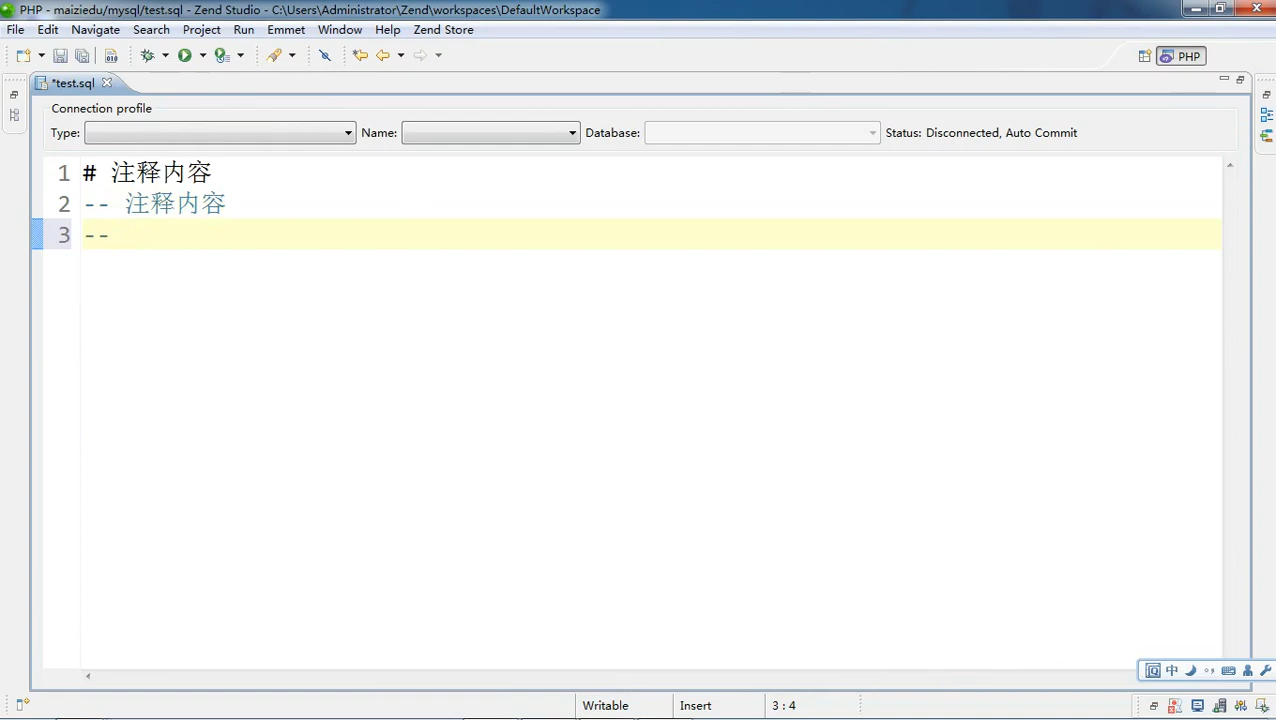 PHP - maiziedu/mysql/test.sql - Zend Studio - C:\Users\Administrator\Zend\workspaces\DefaultWorkspace
File Edit Navigate Search Project Run Emmet Window Help Zend Store
PHP
*test.sql
Connection profile
Type: Name: Database: Status: Disconnected, Auto Commit
1 # 注释内容
2 -- 注释内容
3 --
中
Writable Insert 3 : 4